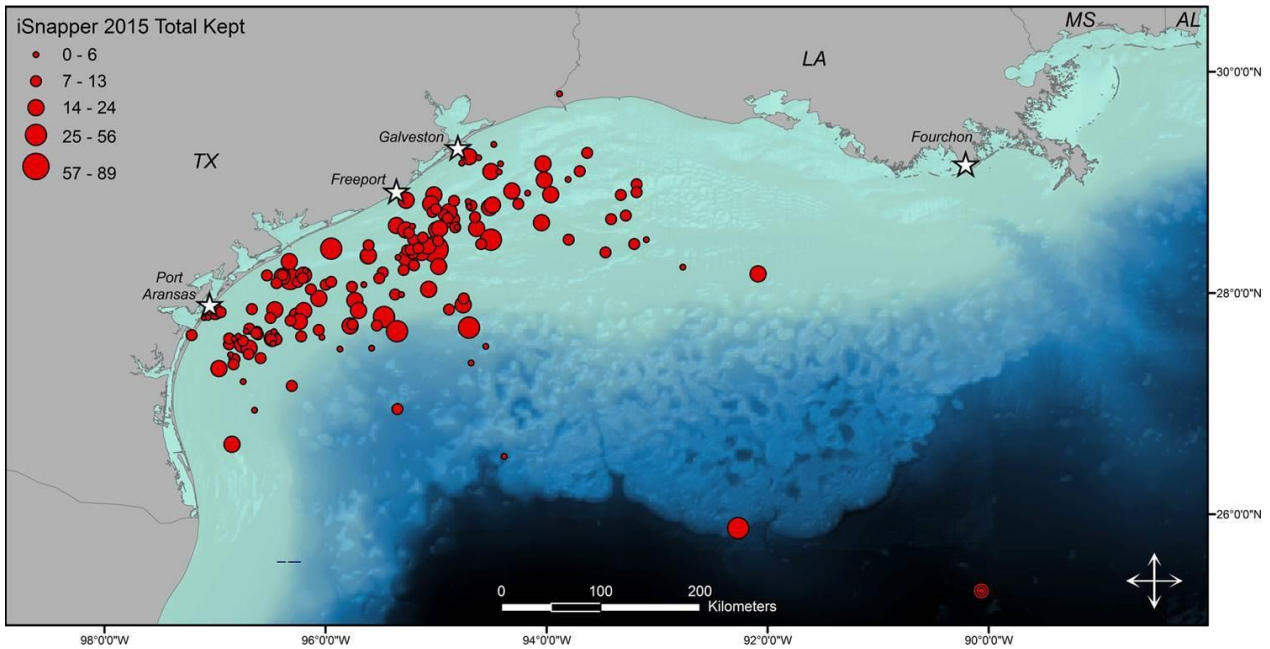 iSnapper 2015 Total Kept
0 - 6
7 - 13
14 - 24
25 - 56
57 - 89
MS
AL
LA
TX
Galveston
Freeport
Fourchon
Port
Aransas
30°0'0"N
28°0'0"N
26°0'0"N
0 100 200
Kilometers
98°0'0"W 96°0'0"W 94°0'0"W 92°0'0"W 90°0'0"W